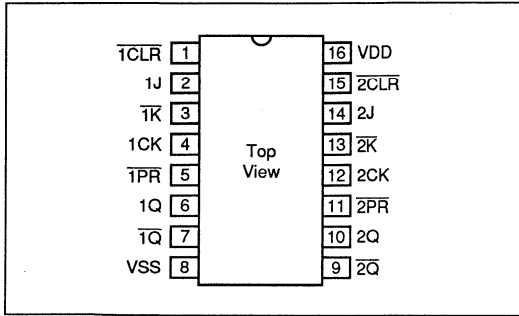 1CLR 1 16 VDD
1J 2 15 2CLR
1K 3 14 2J
1CK 4 13 2K
Top
View
1PR 5 12 2CK
1Q 6 11 2PR
1Q 7 10 2Q
VSS 8 9 2Q